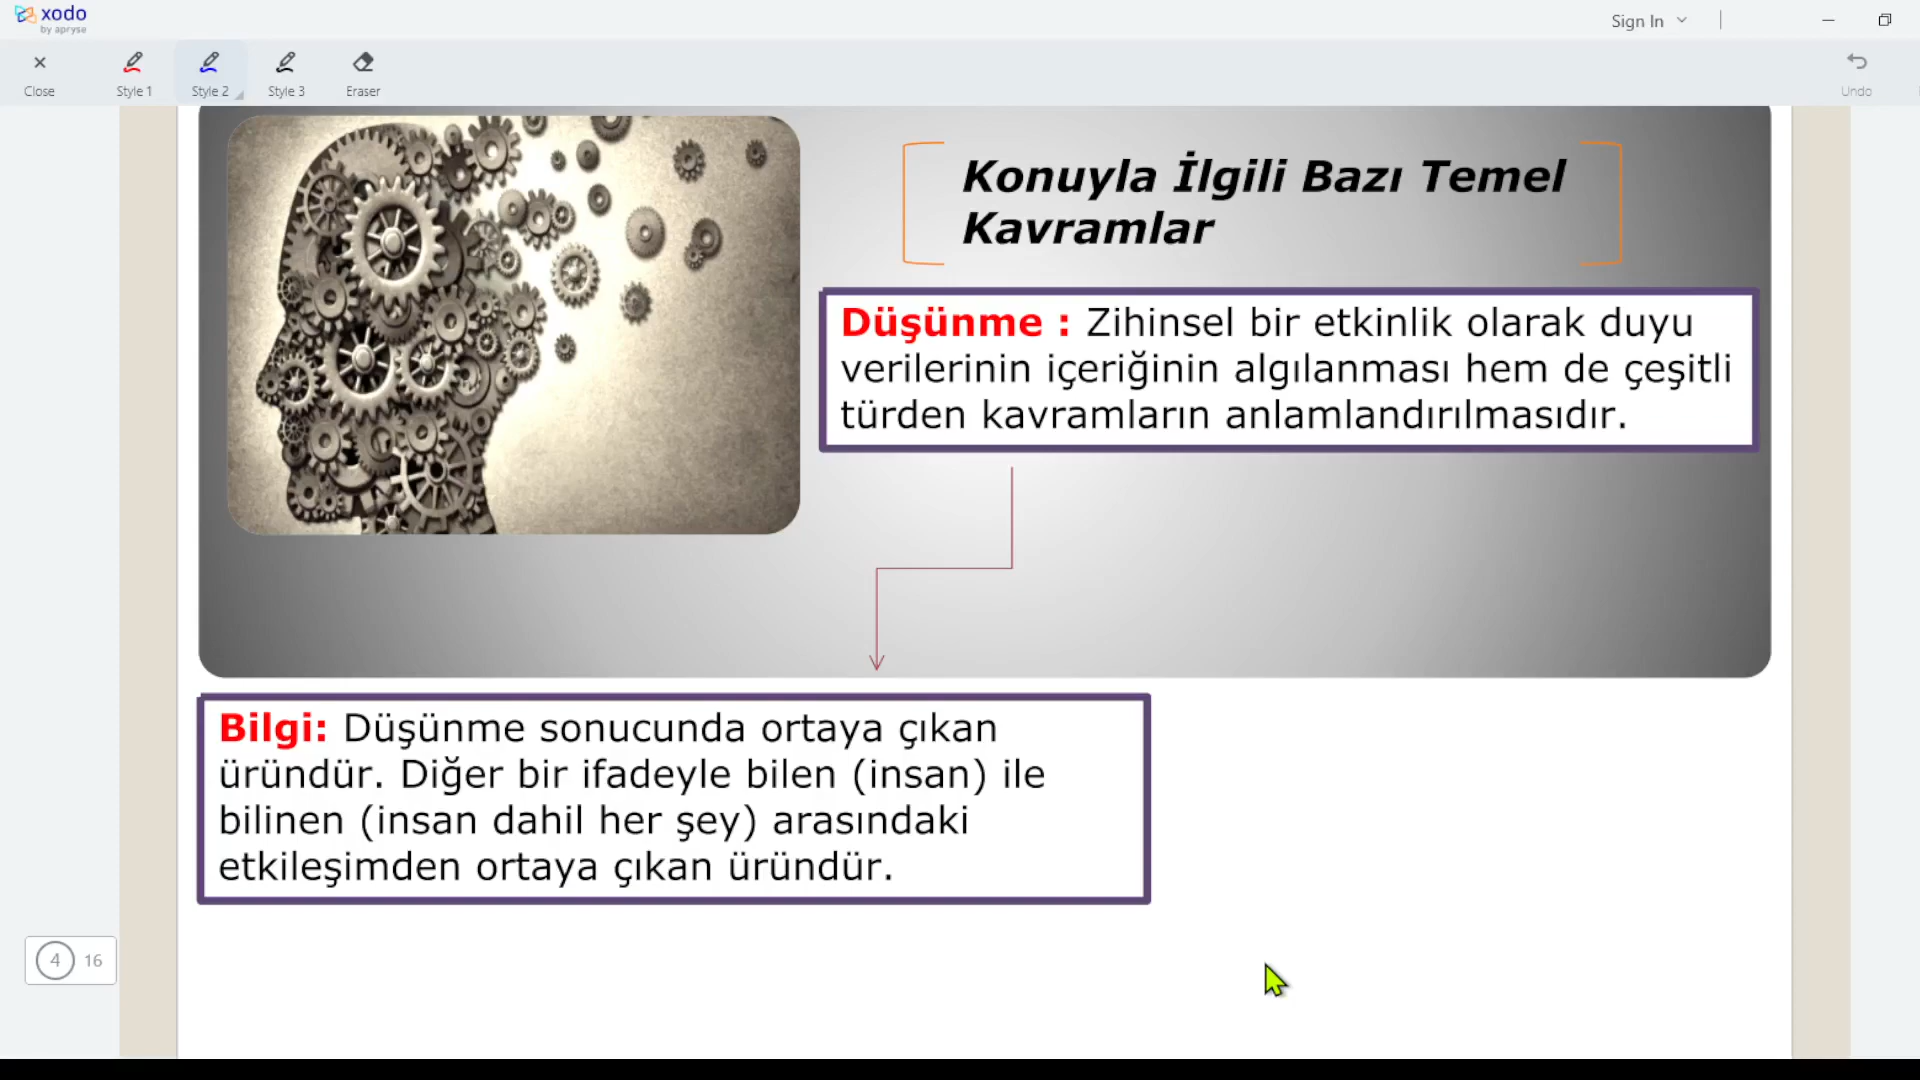 xodo
by apryse
Sign In
Close
Style 1
Style 2
Style 3
Eraser
Undo
Konuyla İlgili Bazı Temel
Kavramlar
Düşünme : Zihinsel bir etkinlik olarak duyu
verilerinin içeriğinin algılanması hem de çeşitli
türden kavramların anlamlandırılmasıdır.
Bilgi: Düşünme sonucunda ortaya çıkan
üründür. Diğer bir ifadeyle bilen (insan) ile
bilinen (insan dahil her şey) arasındaki
etkileşimden ortaya çıkan üründür.
4 16